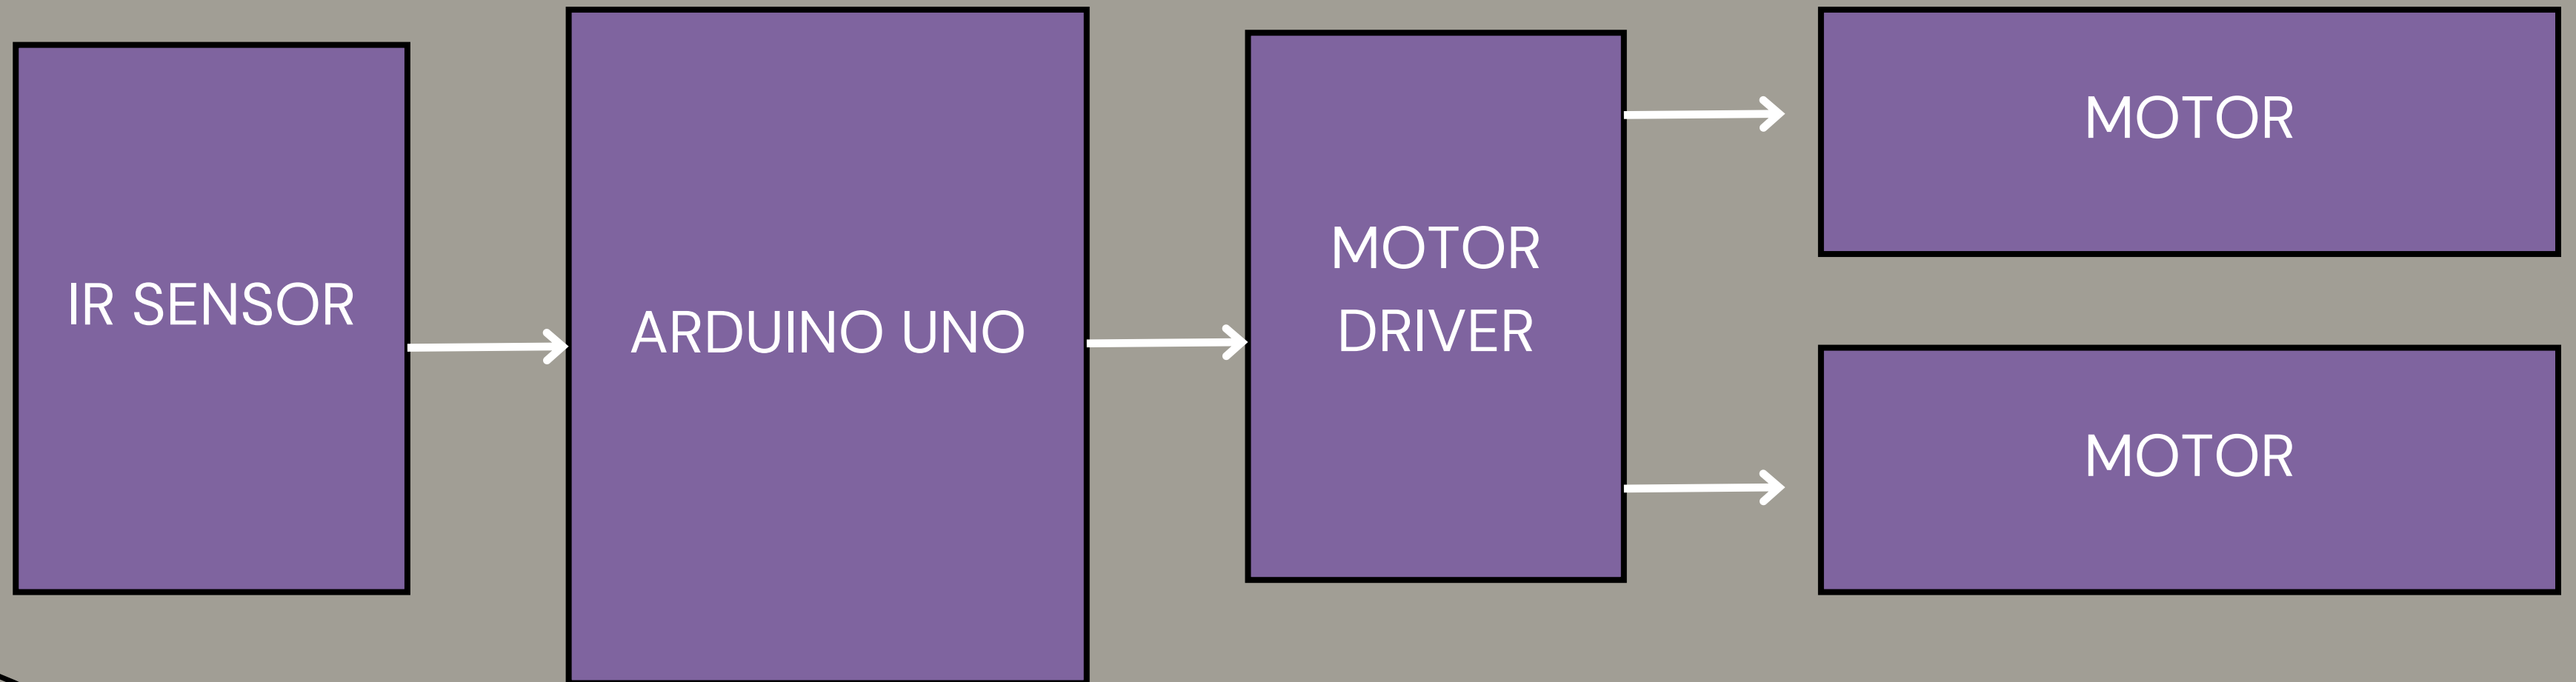 IR SENSOR
ARDUINO UNO
MOTOR
DRIVER
MOTOR
MOTOR